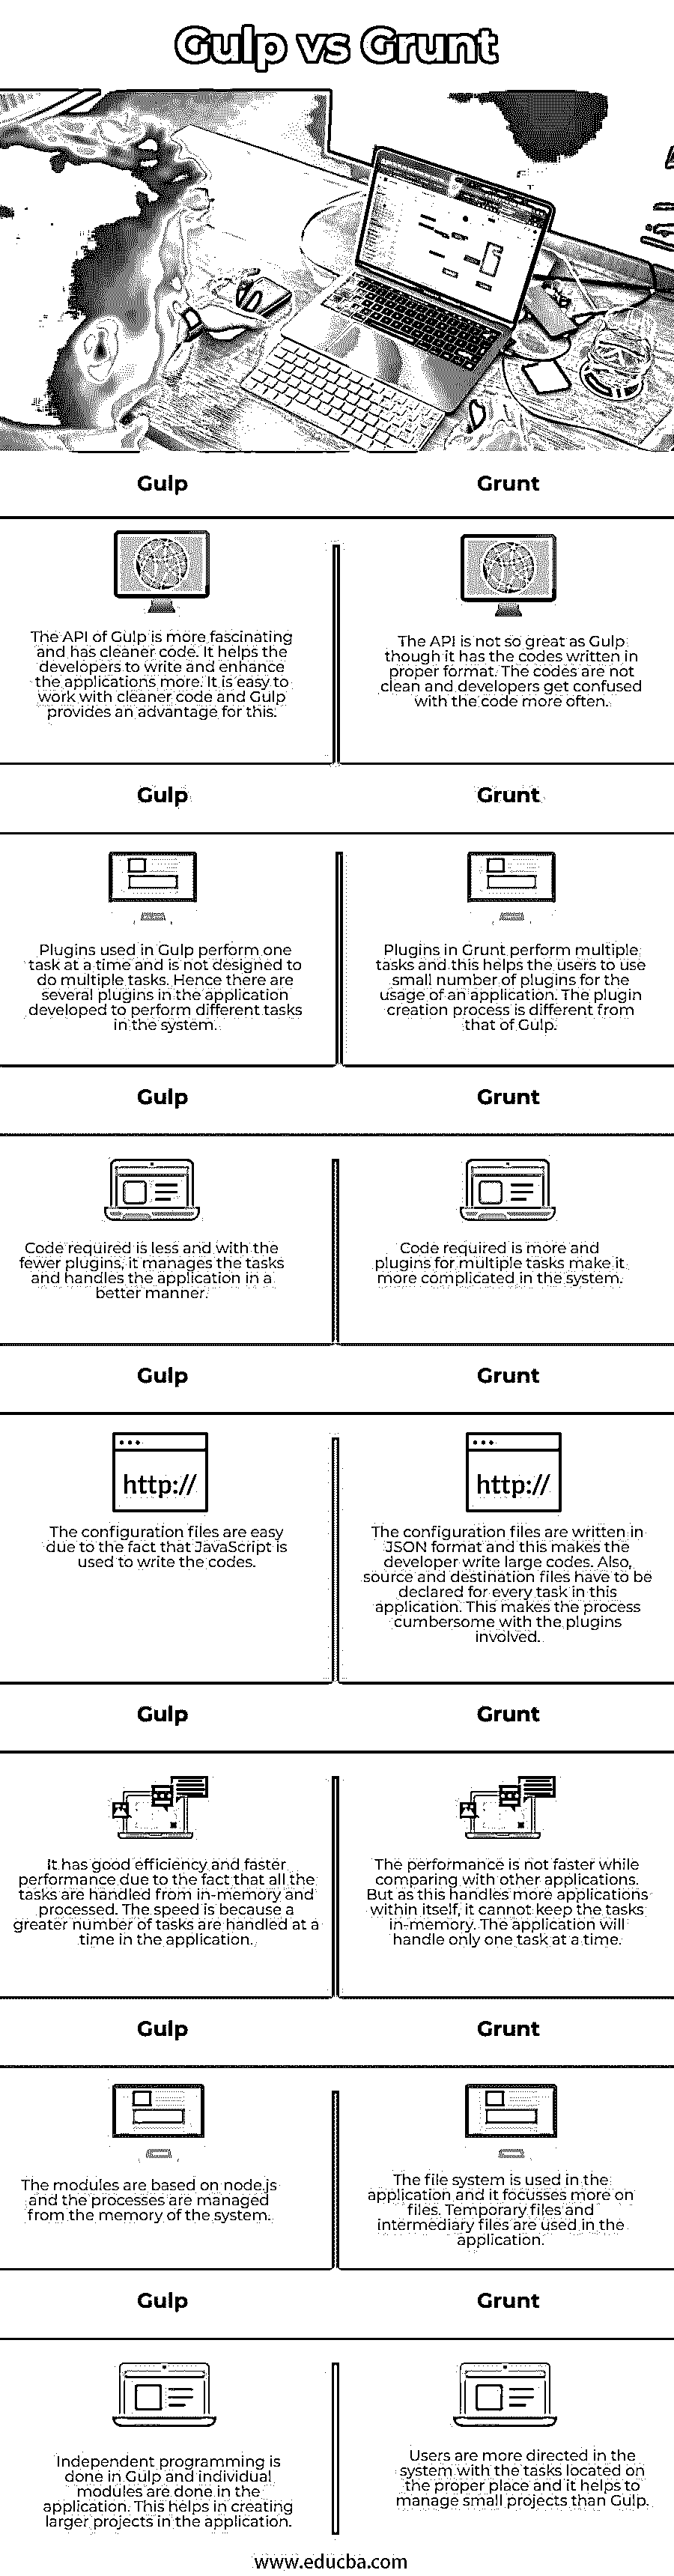 Gulp vs Grunt
Gulp
Grunt
The API of Gulp is more fascinating
and has cleaner code. It helps the
developers to write and enhance
the applications more. It is easy to
work with cleaner code and Gulp
provides an advantage for this.
The API is not so great as Gulp
though it has the codes written in
proper format. The codes are not
clean and developers get confused
with the code more often.
Gulp
Grunt
Plugins used in Gulp perform one
task at a time and is not designed to
do multiple tasks. Hence there are
several plugins in the application
developed to perform different tasks
in the system.
Plugins in Grunt perform multiple
tasks and this helps the users to use
small number of plugins for the
usage of an application. The plugin
creation process is different from
that of Gulp.
Gulp
Grunt
Code required is less and with the
fewer plugins, it manages the tasks
and handles the application in a
better manner.
Code required is more and
plugins for multiple tasks make it
more complicated in the system.
Gulp
Grunt
http://
http://
The configuration files are easy
due to the fact that JavaScript is
used to write the codes.
The configuration files are written in
JSON format and this makes the
developer write large codes. Also,
source and destination files have to be
declared for every task in this
application. This makes the process
cumbersome with the plugins
involved.
Gulp
Grunt
It has good efficiency and faster
performance due to the fact that all the
tasks are handled from in-memory and
processed. The speed is because a
greater number of tasks are handled at a
time in the application.
The performance is not faster while
comparing with other applications.
But as this handles more applications
within itself, it cannot keep the tasks
in-memory. The application will
handle only one task at a time.
Gulp
Grunt
The modules are based on node.js
and the processes are managed
from the memory of the system.
The file system is used in the
application and it focusses more on
files. Temporary files and
intermediary files are used in the
application.
Gulp
Grunt
Independent programming is
done in Gulp and individual
modules are done in the
application. This helps in creating
larger projects in the application.
Users are more directed in the
system with the tasks located on
the proper place and it helps to
manage small projects than Gulp.
www.educba.com